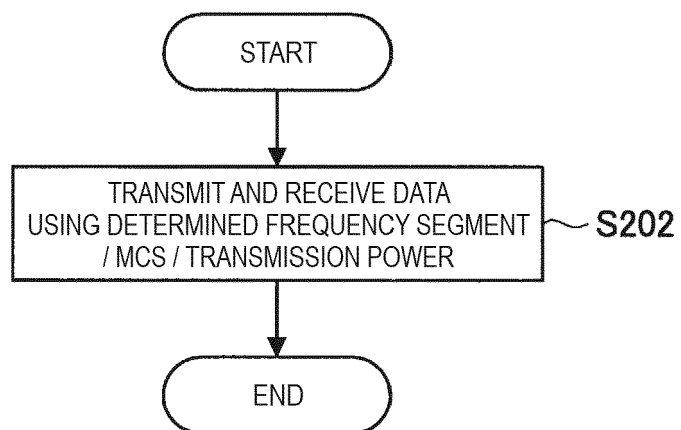 START
TRANSMIT AND RECEIVE DATA
USING DETERMINED FREQUENCY SEGMENT
/ MCS / TRANSMISSION POWER
S202
END